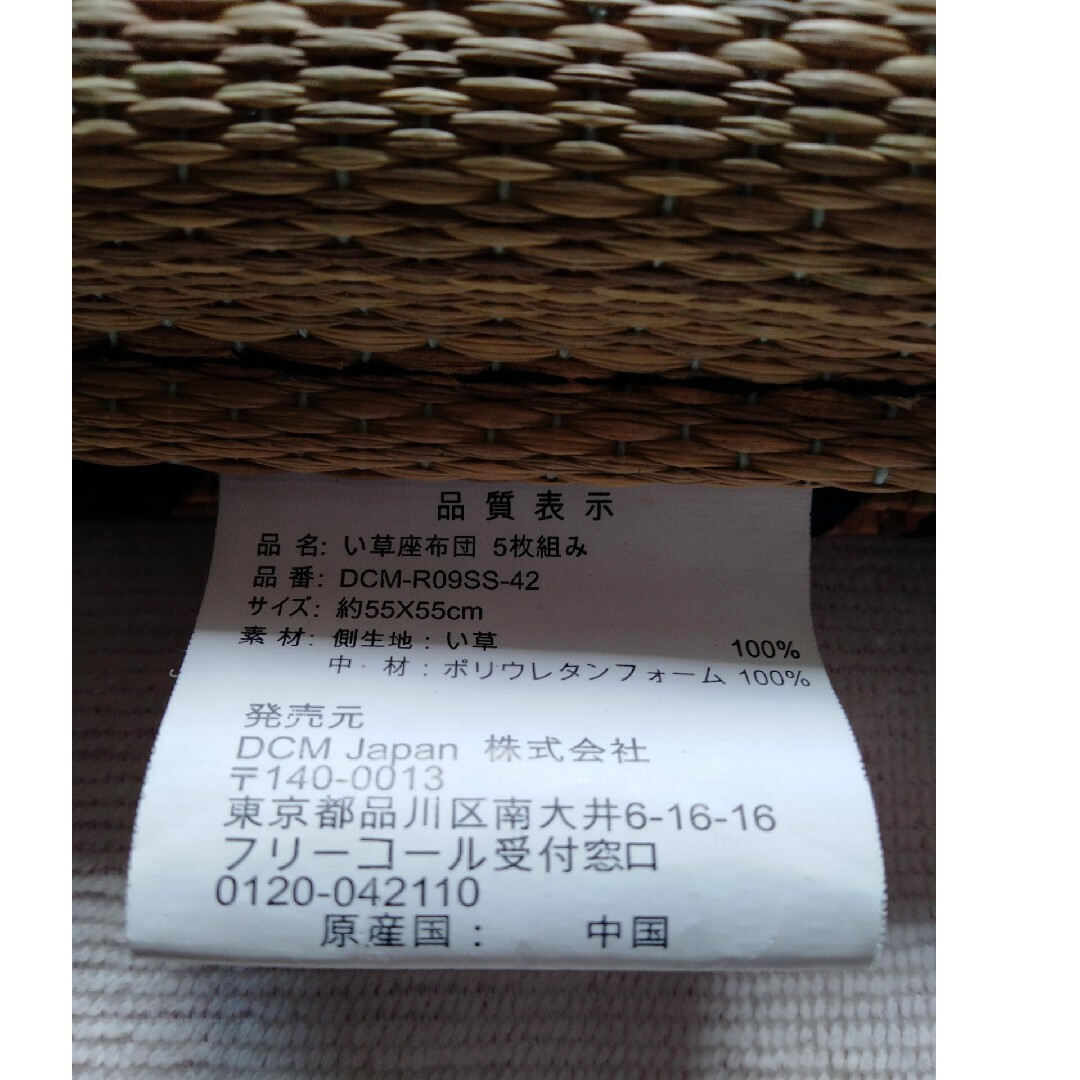 品質表示
品名: い草座布団 5枚組み
品番: DCM-R09SS-42
サイズ: 約55X55cm
素材: 側生地: い草 100%
中 材: ポリウレタンフォーム 100%
発売元
DCM Japan 株式会社
〒140-0013
東京都品川区南大井6-16-16
フリーコール受付窓口
0120-042110
原産国: 中国